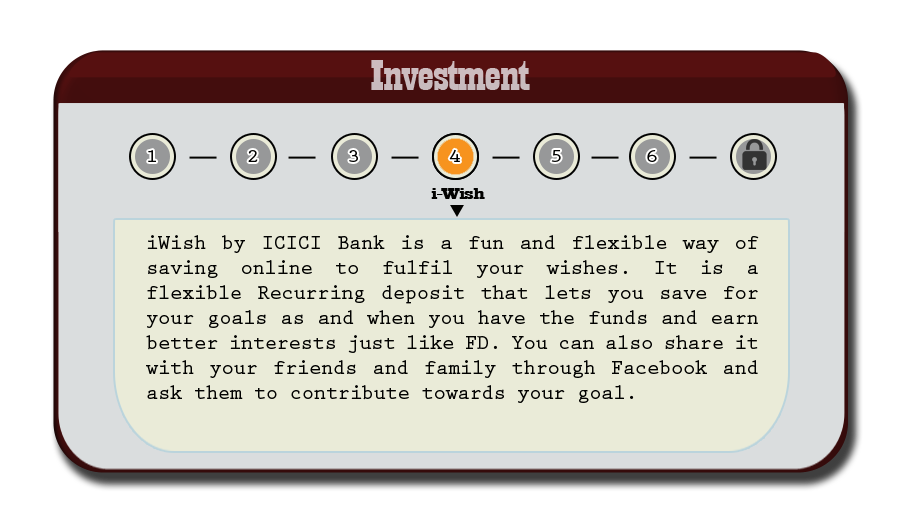 Investment
1 2 3 4 5 6
i-Wish
iWish by ICICI Bank is a fun and flexible way of
saving online to fulfil your wishes. It is a
flexible Recurring deposit that lets you save for
your goals as and when you have the funds and earn
better interests just like FD. You can also share it
with your friends and family through Facebook and
ask them to contribute towards your goal.